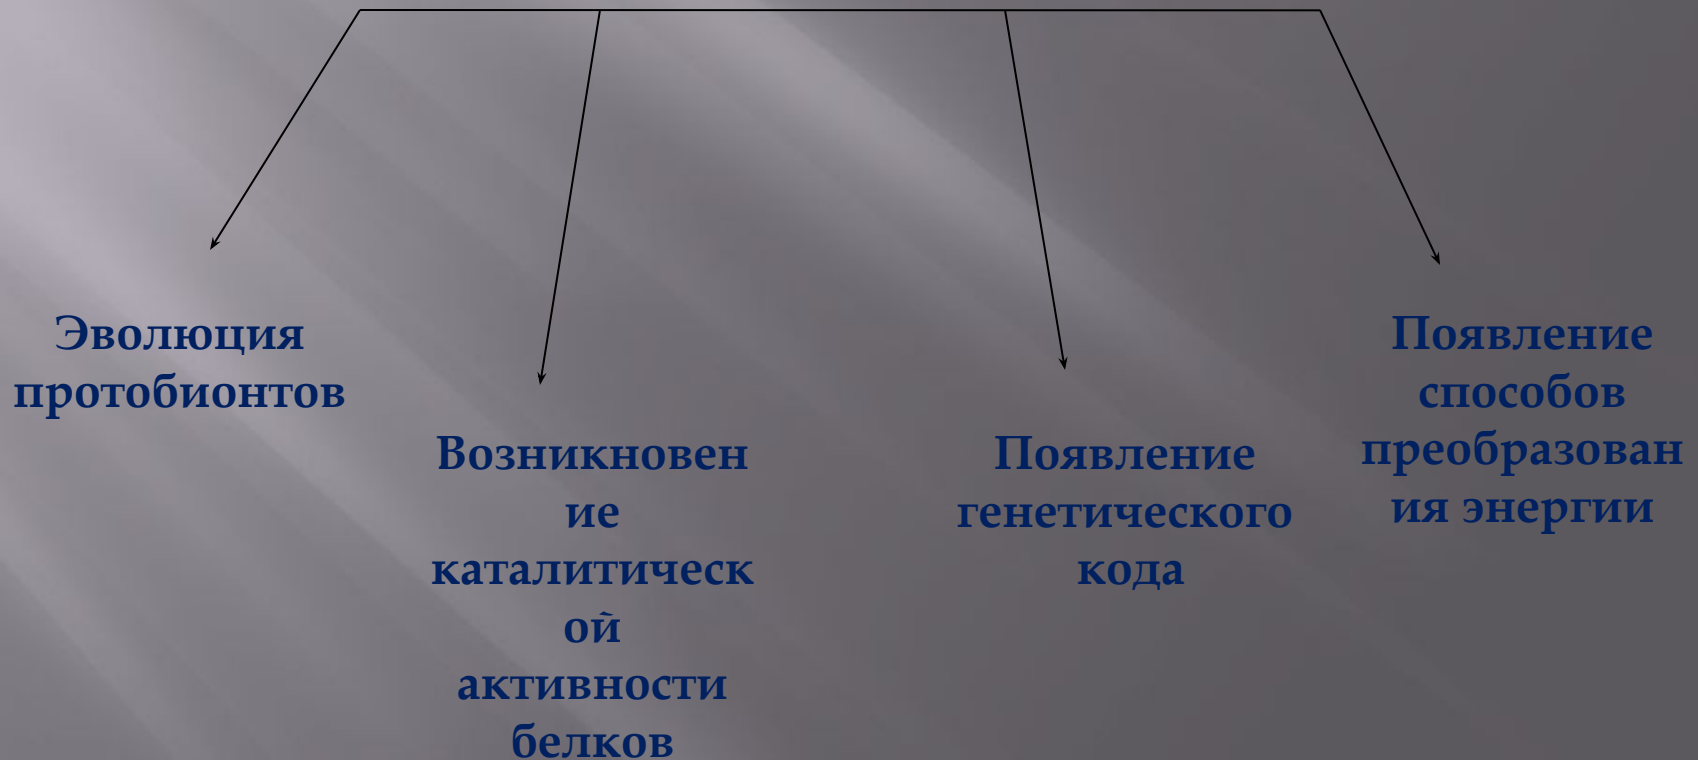 Эволюция
протобионтов
Возникновен
ие
каталитическ
ой
активности
белков
Появление
генетического
кода
Появление
способов
преобразован
ия энергии